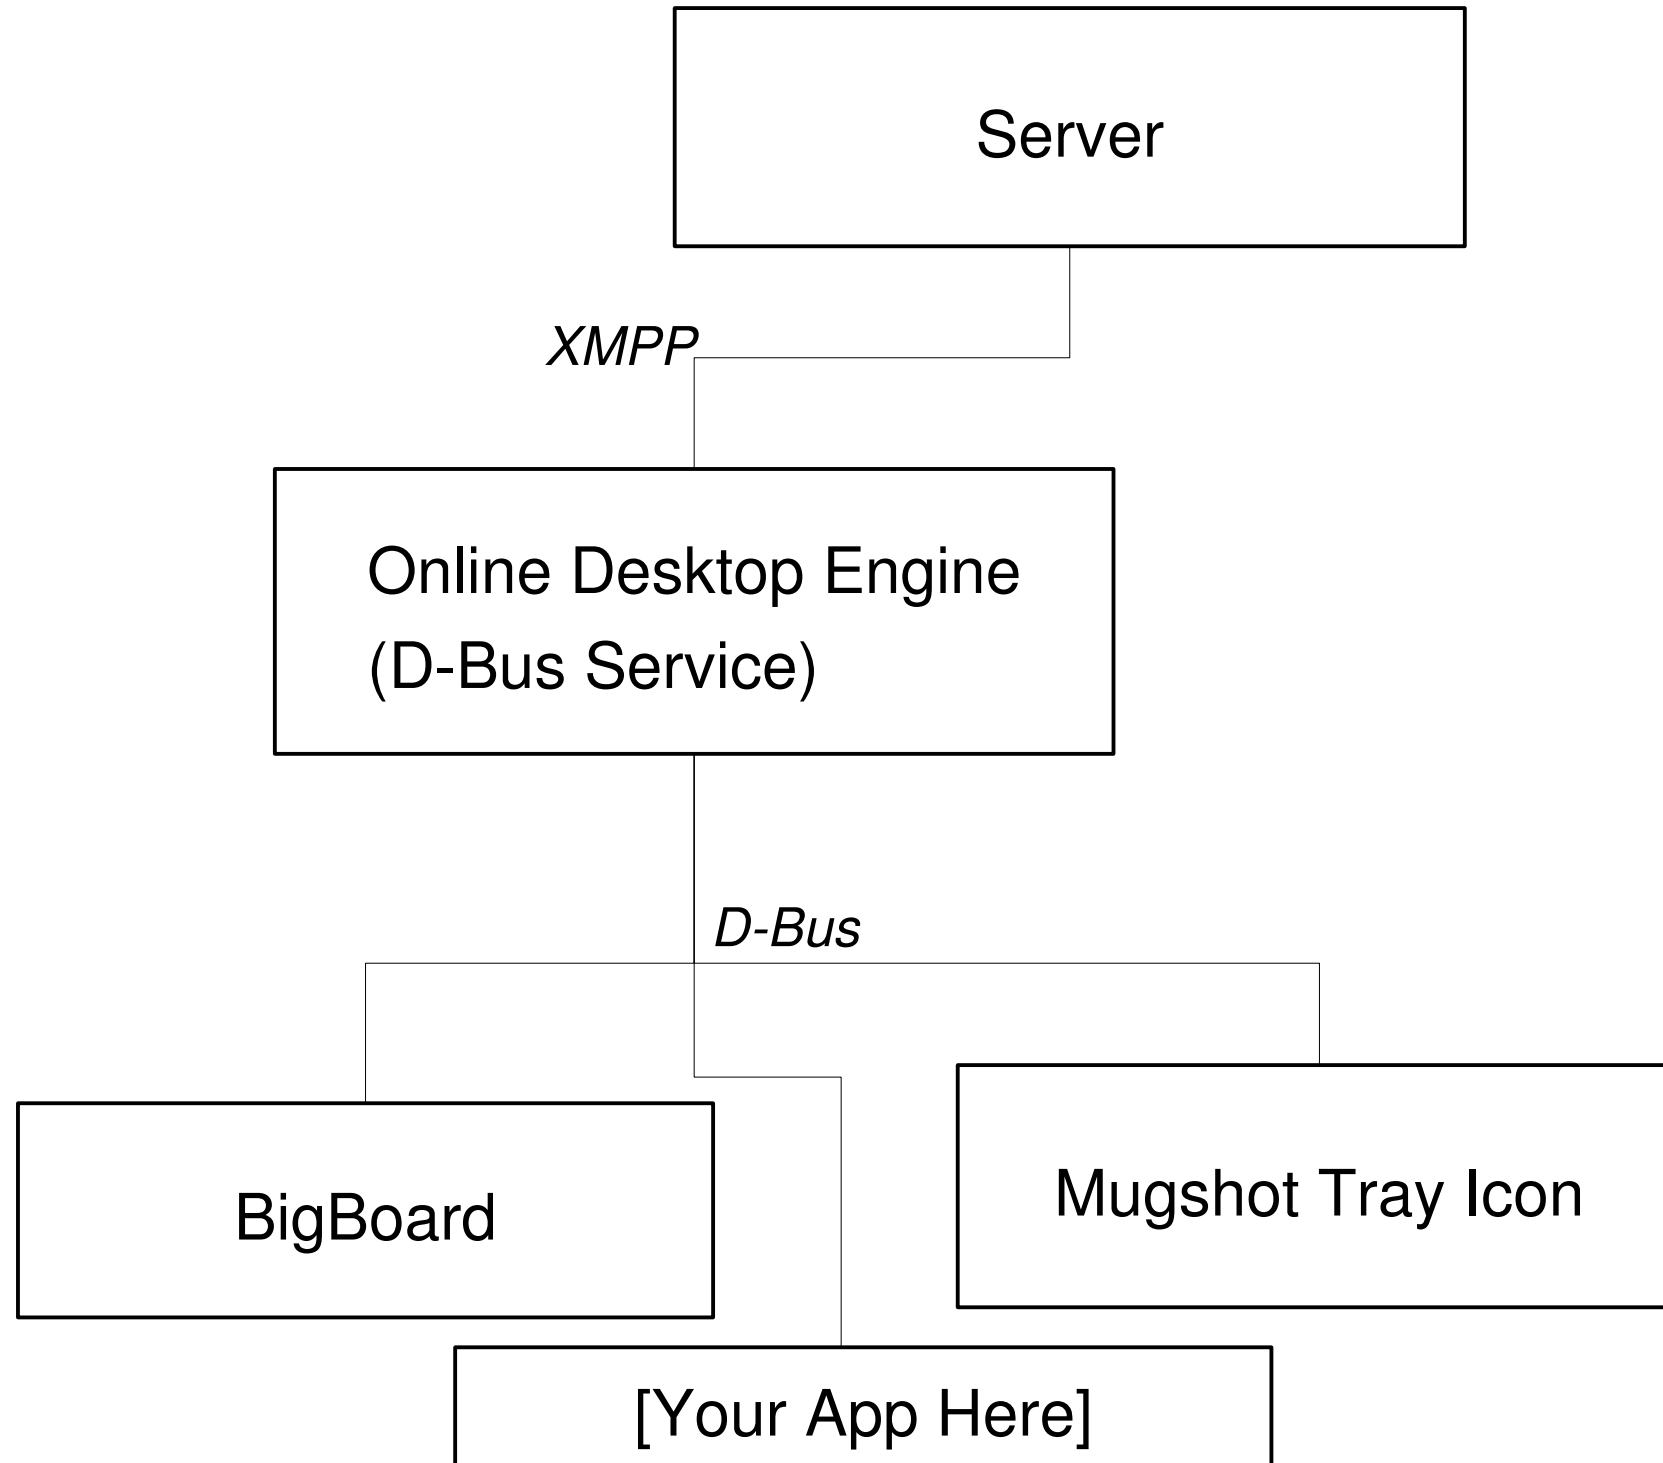 Server
XMPP
Online Desktop Engine
(D-Bus Service)
D-Bus
BigBoard
Mugshot Tray Icon
[Your App Here]